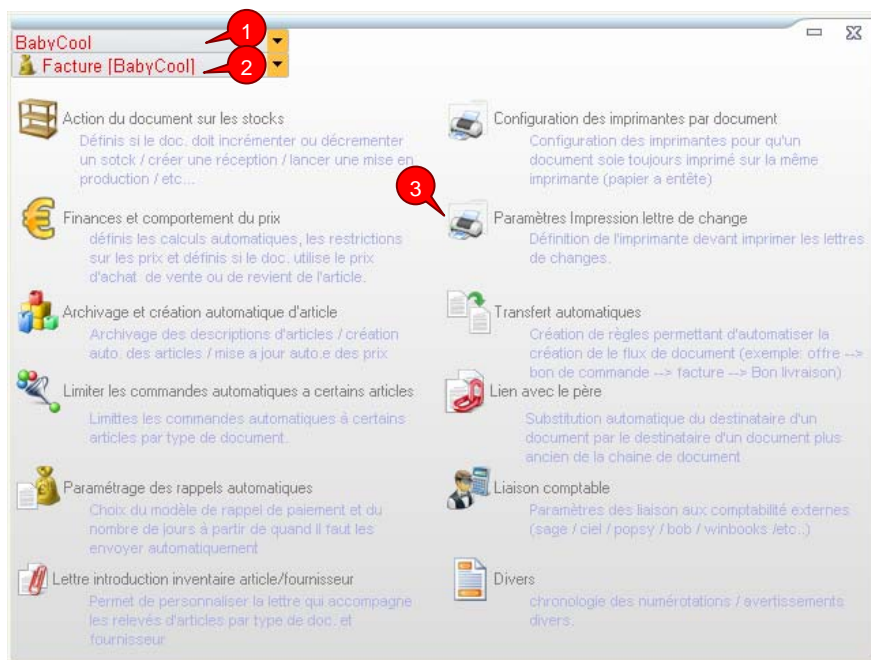 BabyCool
1
Facture [BabyCool]
2
Action du document sur les stocks
Définis si le doc. doit incrémenter ou décrementer
un sotck / créer une réception / lancer une mise en
production / etc...
Finances et comportement du prix
définis les calculs automatiques, les restrictions
sur les prix et définis si le doc. utilise le prix
d'achat de vente ou de revient de l'article.
Archivage et création automatique d'article
Archivage des descriptions d'articles / création
auto. des articles / mise a jour auto.e des prix
Limiter les commandes automatiques a certains articles
Limittes les commandes automatiques à certains
articles par type de document.
Paramétrage des rappels automatiques
Choix du modèle de rappel de paiement et du
nombre de jours à partir de quand il faut les
envoyer automatiquement
Lettre introduction inventaire article/fournisseur
Permet de personnaliser la lettre qui accompagne
les relevés d'articles par type de doc. et
fournisseur
Configuration des imprimantes par document
Configuration des imprimantes pour qu'un
document soie toujours imprimé sur la même
imprimante (papier a entête)
3
Paramètres Impression lettre de change
Définition de l'imprimante devant imprimer les lettres
de changes.
Transfert automatiques
Création de règles permettant d'automatiser la
création de le flux de document (exemple: offre -->
bon de commande --> facture --> Bon livraison)
Lien avec le père
Substitution automatique du destinataire d'un
document par le destinataire d'un document plus
ancien de la chaine de document
Liaison comptable
Paramètres des liaison aux comptabilité externes
(sage / ciel / popsy / bob / winbooks /etc..)
Divers
chronologie des numérotations / avertissements
divers.